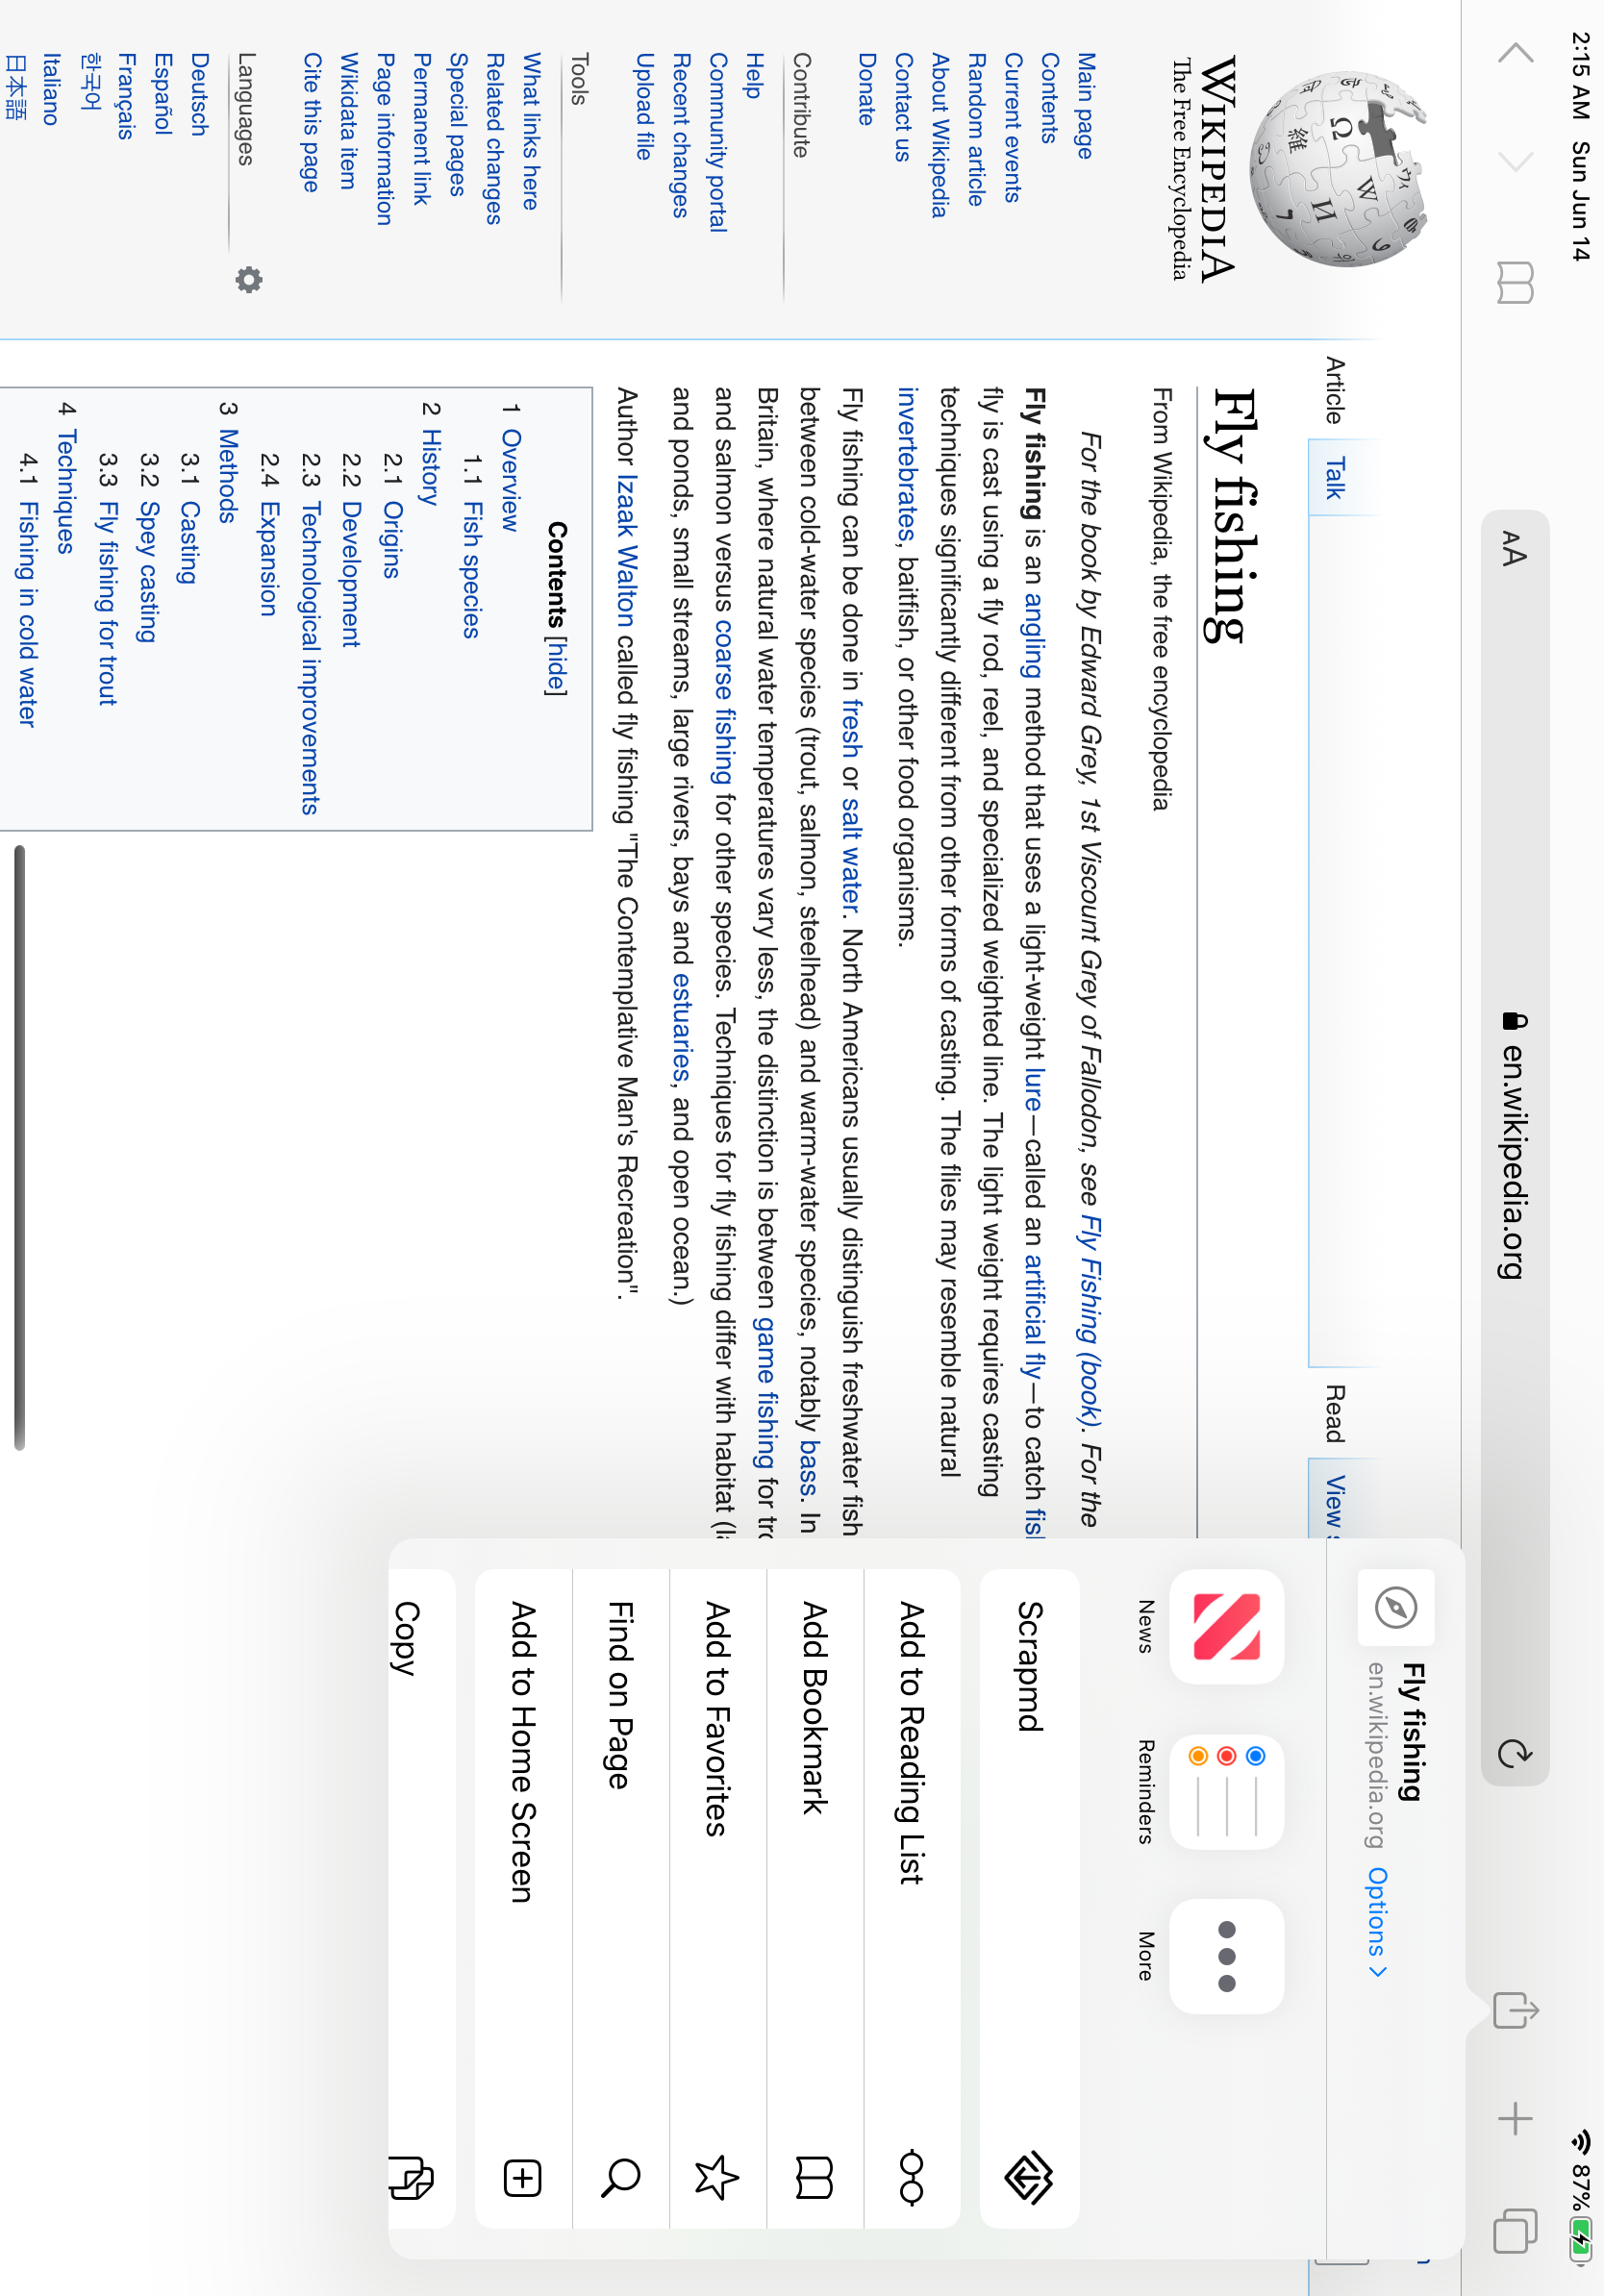 2:15 AM Sun Jun 14
87%
AA
en.wikipedia.org
WIKIPEDIA
The Free Encyclopedia
Main page
Contents
Current events
Random article
About Wikipedia
Contact us
Donate
Contribute
Help
Community portal
Recent changes
Upload file
Tools
What links here
Related changes
Special pages
Permanent link
Page information
Wikidata item
Cite this page
Languages
Deutsch
Español
Français
한국어
Italiano
日本語
Article Talk
Read View
Fly fishing
From Wikipedia, the free encyclopedia
For the book by Edward Grey, 1st Viscount Grey of Fallodon, see Fly Fishing (book). For the
Fly fishing is an angling method that uses a light-weight lure—called an artificial fly—to catch
fly is cast using a fly rod, reel, and specialized weighted line. The light weight requires casting
techniques significantly different from other forms of casting. The flies may resemble natural
invertebrates, baitfish, or other food organisms.
Fly fishing can be done in fresh or salt water. North Americans usually distinguish freshwater fish
between cold-water species (trout, salmon, steelhead) and warm-water species, notably bass. In
Britain, where natural water temperatures vary less, the distinction is between game fishing for
and salmon versus coarse fishing for other species. Techniques for fly fishing differ with habitat
and ponds, small streams, large rivers, bays and estuaries, and open ocean.)
Author Izaak Walton called fly fishing "The Contemplative Man's Recreation".
Contents [hide]
1 Overview
1.1 Fish species
2 History
2.1 Origins
2.2 Development
2.3 Technological improvements
2.4 Expansion
3 Methods
3.1 Casting
3.2 Spey casting
3.3 Fly fishing for trout
4 Techniques
4.1 Fishing in cold water
Fly fishing
en.wikipedia.org Options >
News
Reminders
More
Scrapmd
Add to Reading List
Add Bookmark
Add to Favorites
Find on Page
Add to Home Screen
Copy